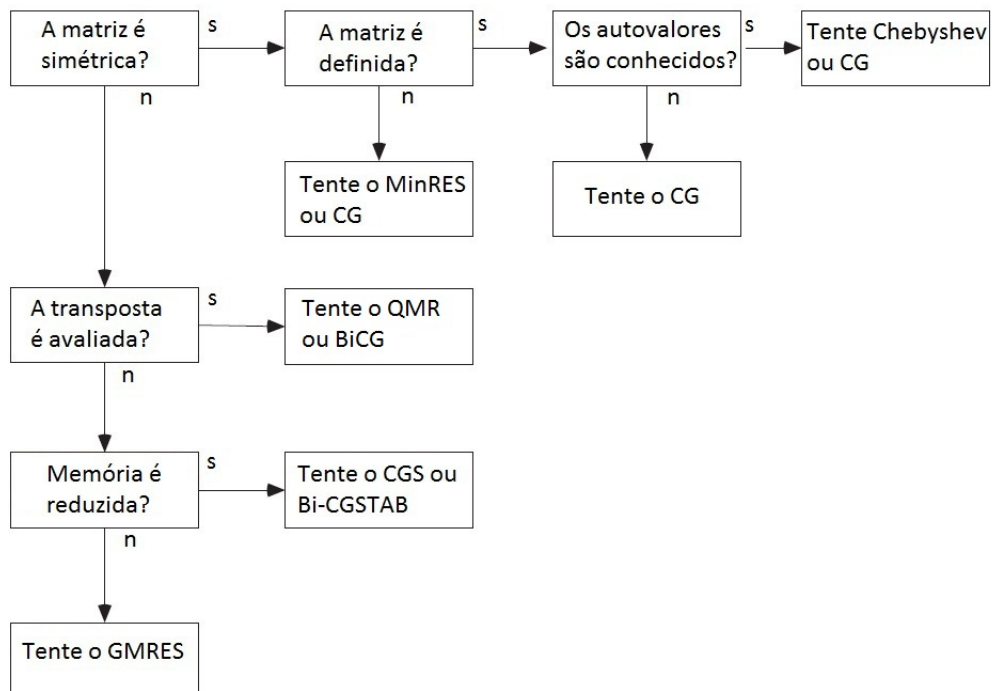 A matriz é
simétrica?
s
n
A matriz é
definida?
s
n
Os autovalores
são conhecidos?
s
n
Tente Chebyshev
ou CG
Tente o MinRES
ou CG
Tente o CG
A transposta
é avaliada?
s
n
Tente o QMR
ou BiCG
Memória é
reduzida?
s
n
Tente o CGS ou
Bi-CGSTAB
Tente o GMRES